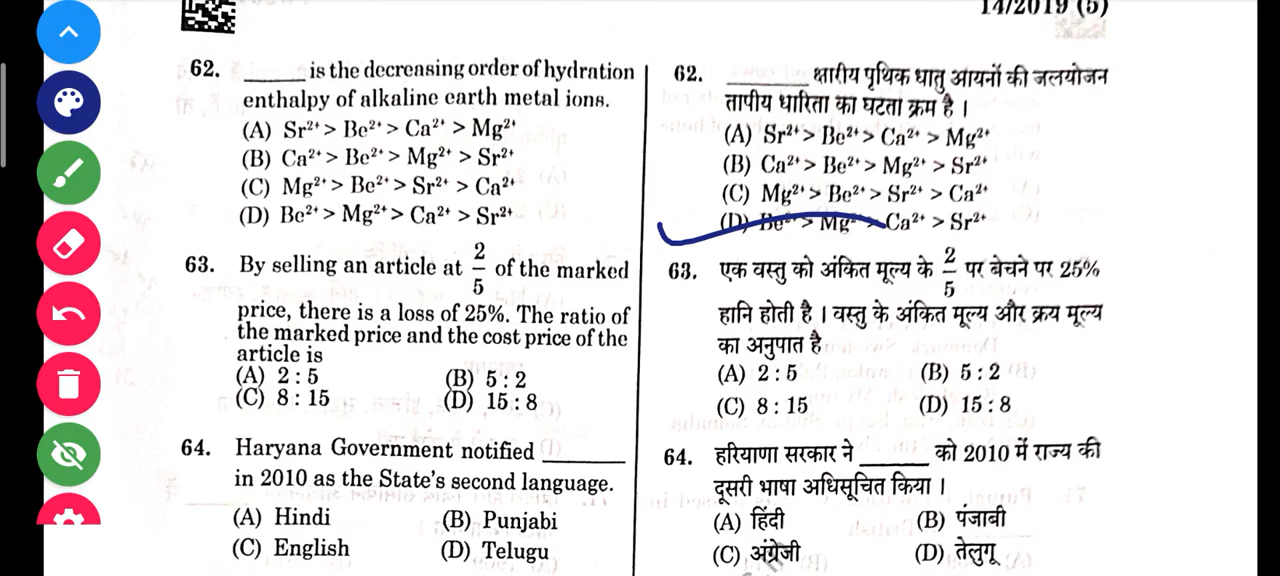 14/2019 (5)
62. ______ is the decreasing order of hydration
enthalpy of alkaline earth metal ions.
(A) Sr²⁺ > Be²⁺ > Ca²⁺ > Mg²⁺
(B) Ca²⁺ > Be²⁺ > Mg²⁺ > Sr²⁺
(C) Mg²⁺ > Be²⁺ > Sr²⁺ > Ca²⁺
(D) Be²⁺ > Mg²⁺ > Ca²⁺ > Sr²⁺
63. By selling an article at 2/5 of the marked
price, there is a loss of 25%. The ratio of
the marked price and the cost price of the
article is
(A) 2 : 5 (B) 5 : 2
(C) 8 : 15 (D) 15 : 8
64. Haryana Government notified ______
in 2010 as the State's second language.
(A) Hindi (B) Punjabi
(C) English (D) Telugu
62. ______ क्षारीय पृथिक धातु आयनों की जलयोजन
तापीय धारिता का घटता क्रम है ।
(A) Sr²⁺ > Be²⁺ > Ca²⁺ > Mg²⁺
(B) Ca²⁺ > Be²⁺ > Mg²⁺ > Sr²⁺
(C) Mg²⁺ > Be²⁺ > Sr²⁺ > Ca²⁺
(D) Be²⁺ > Mg²⁺ > Ca²⁺ > Sr²⁺
63. एक वस्तु को अंकित मूल्य के 2/5 पर बेचने पर 25%
हानि होती है । वस्तु के अंकित मूल्य और क्रय मूल्य
का अनुपात है
(A) 2 : 5 (B) 5 : 2
(C) 8 : 15 (D) 15 : 8
64. हरियाणा सरकार ने ______ को 2010 में राज्य की
दूसरी भाषा अधिसूचित किया ।
(A) हिंदी (B) पंजाबी
(C) अंग्रेजी (D) तेलुगू